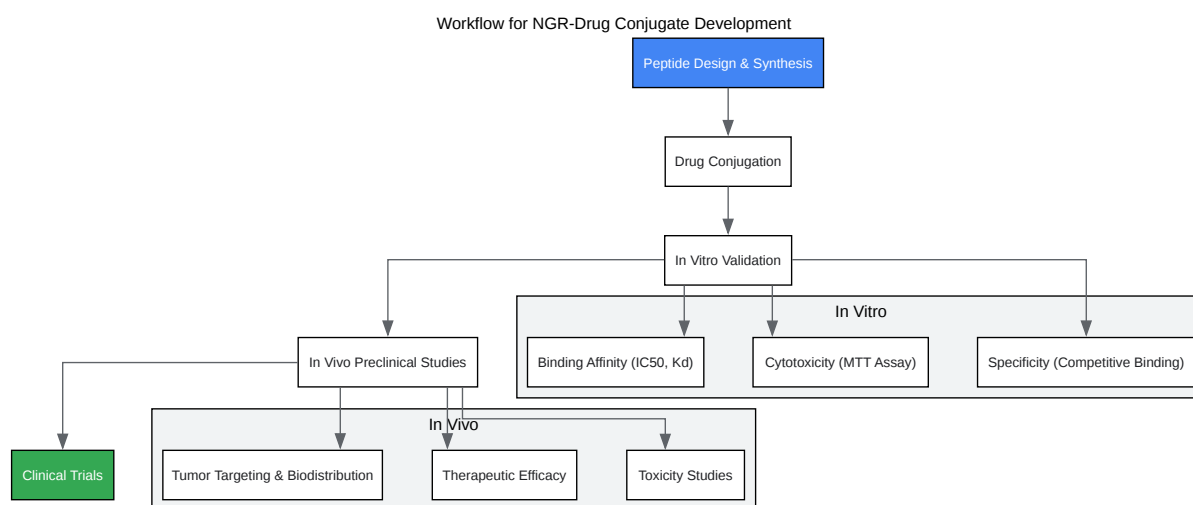 Workflow for NGR-Drug Conjugate Development
Peptide Design & Synthesis
Drug Conjugation
In Vitro Validation
In Vitro
In Vivo Preclinical Studies
Binding Affinity (IC50, Kd)
Cytotoxicity (MTT Assay)
Specificity (Competitive Binding)
In Vivo
Clinical Trials
Tumor Targeting & Biodistribution
Therapeutic Efficacy
Toxicity Studies